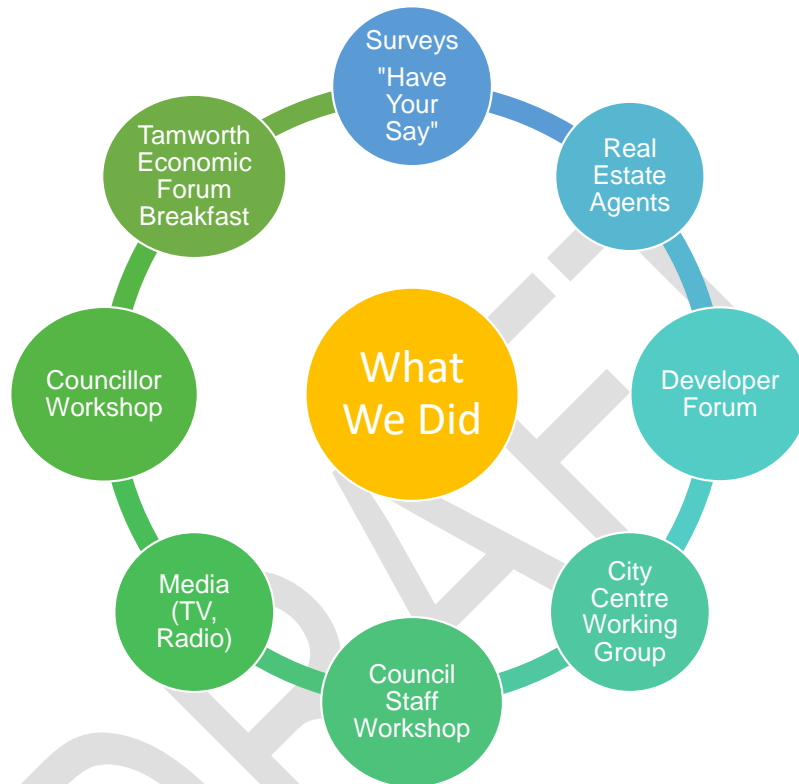 Surveys
"Have
Your
Say"
Real
Estate
Agents
Developer
Forum
City
Centre
Working
Group
Council
Staff
Workshop
Media
(TV,
Radio)
Councillor
Workshop
Tamworth
Economic
Forum
Breakfast
What
We Did
DRAFT